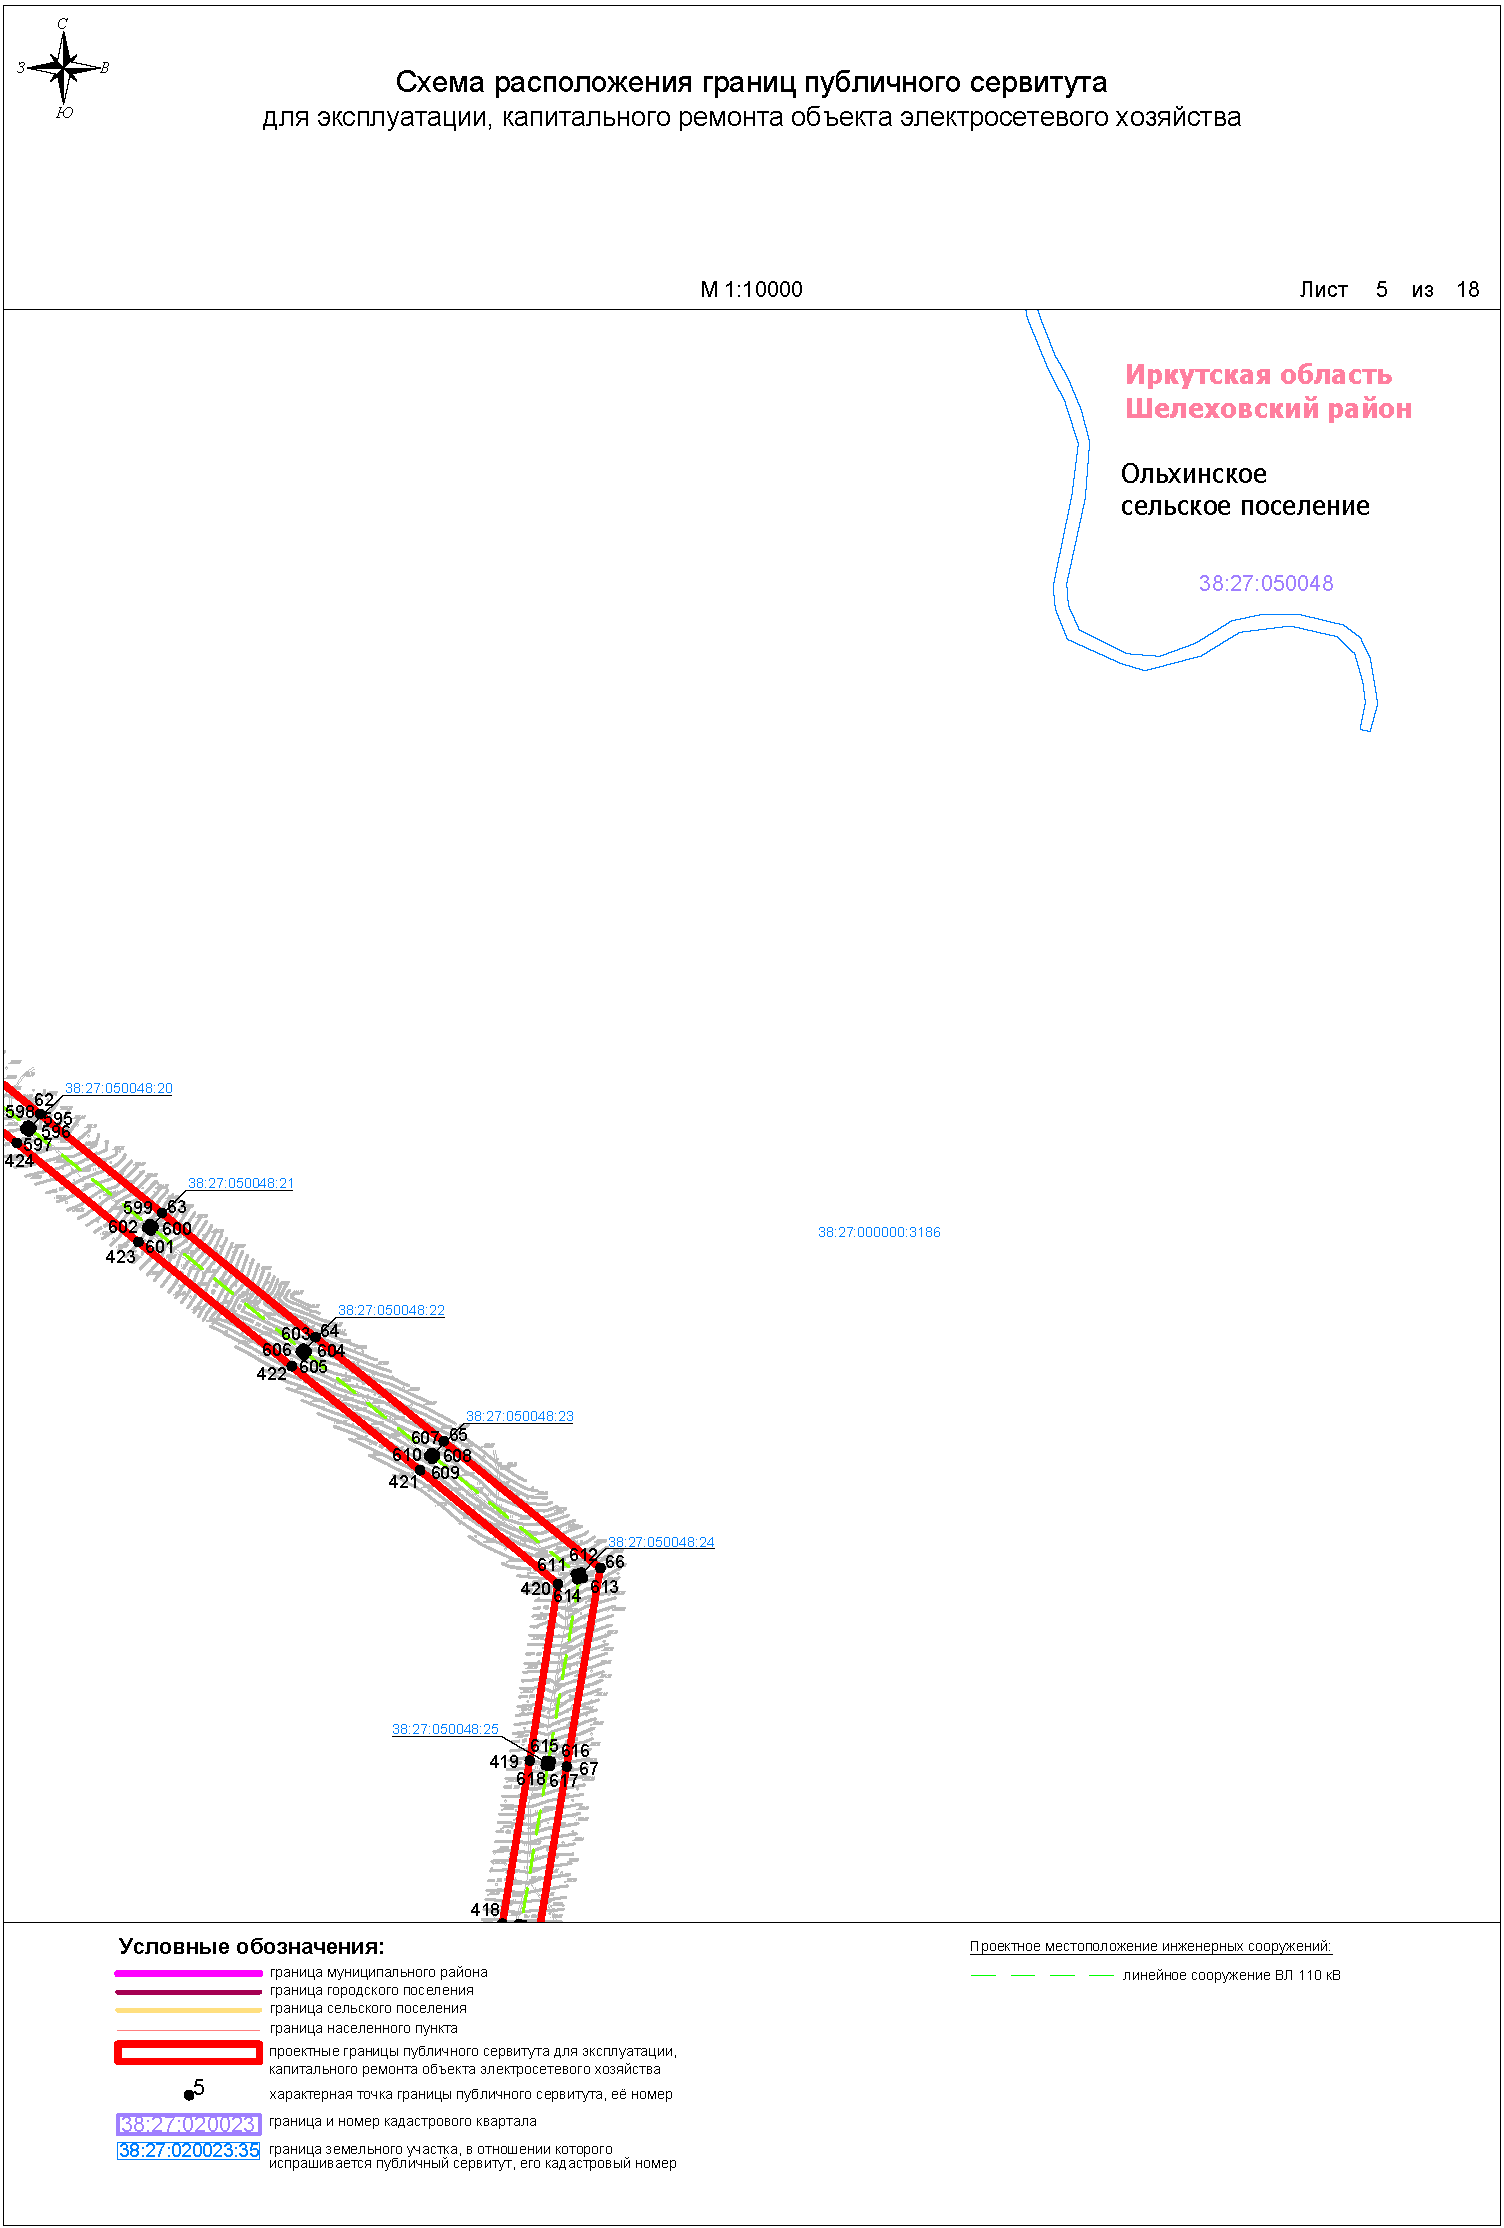 С
З
В
Ю
Схема расположения границ публичного сервитута
для эксплуатации, капитального ремонта объекта электросетевого хозяйства
М 1:10000
Лист 5 из 18
Иркутская область
Шелеховский район
Ольхинское
сельское поселение
38:27:050048
38:27:050048:20
62
598
595
596
597
424
38:27:050048:21
599
63
602
600
601
423
38:27:000000:3186
38:27:050048:22
603
64
606
604
605
422
38:27:050048:23
607
65
610
608
609
421
38:27:050048:24
611
612
66
420
614
613
38:27:050048:25
615
616
419
67
618
617
418
Условные обозначения:
граница муниципального района
граница городского поселения
граница сельского поселения
граница населенного пункта
проектные границы публичного сервитута для эксплуатации,
капитального ремонта объекта электросетевого хозяйства
5
характерная точка границы публичного сервитута, её номер
38:27:020023
граница и номер кадастрового квартала
38:27:020023:35
граница земельного участка, в отношении которого
испрашивается публичный сервитут, его кадастровый номер
Проектное местоположение инженерных сооружений:
линейное сооружение ВЛ 110 кВ